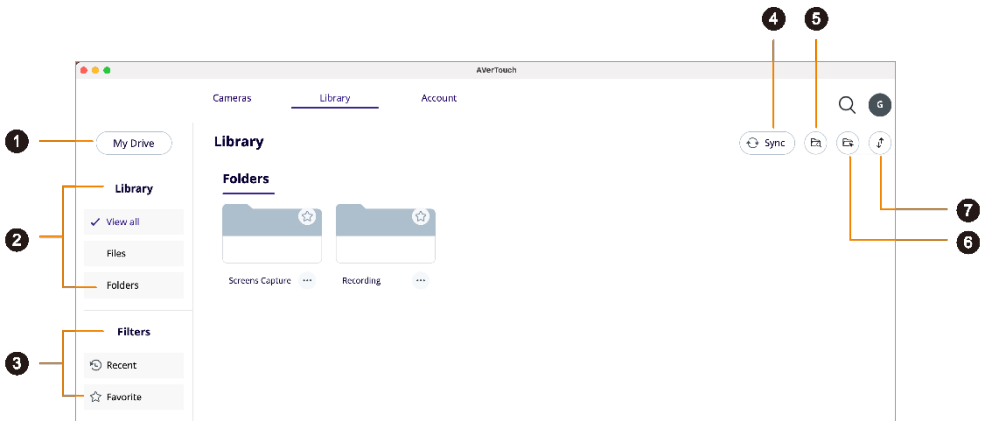 4 5
AVerTouch
Cameras Library Account
G
1 My Drive Library Sync
Library Folders
7
2 View all
6
Files
Folders Screens Capture ... Recording ...
Filters
3 Recent
Favorite